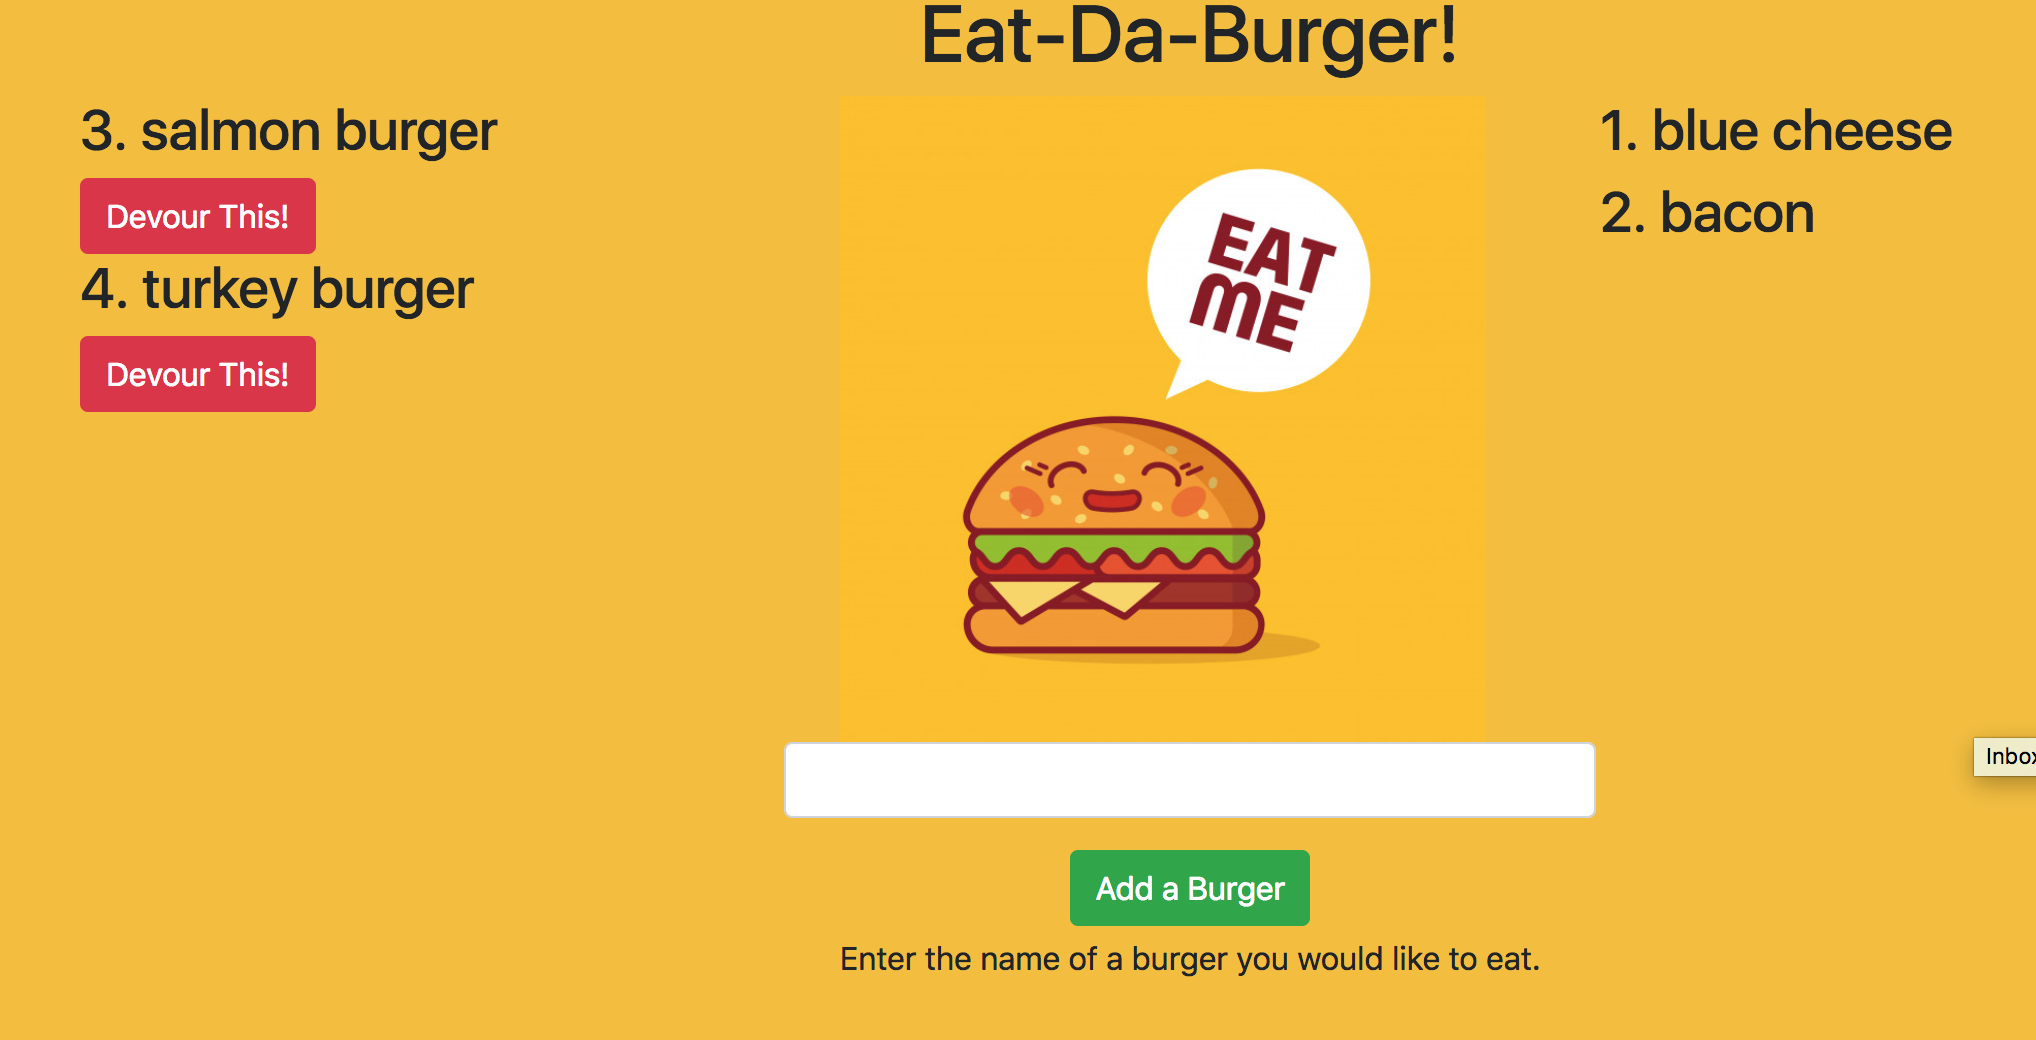 Eat-Da-Burger!
3. salmon burger
Devour This!
4. turkey burger
Devour This!
EAT
ME
Add a Burger
Enter the name of a burger you would like to eat.
1. blue cheese
2. bacon
Inbox